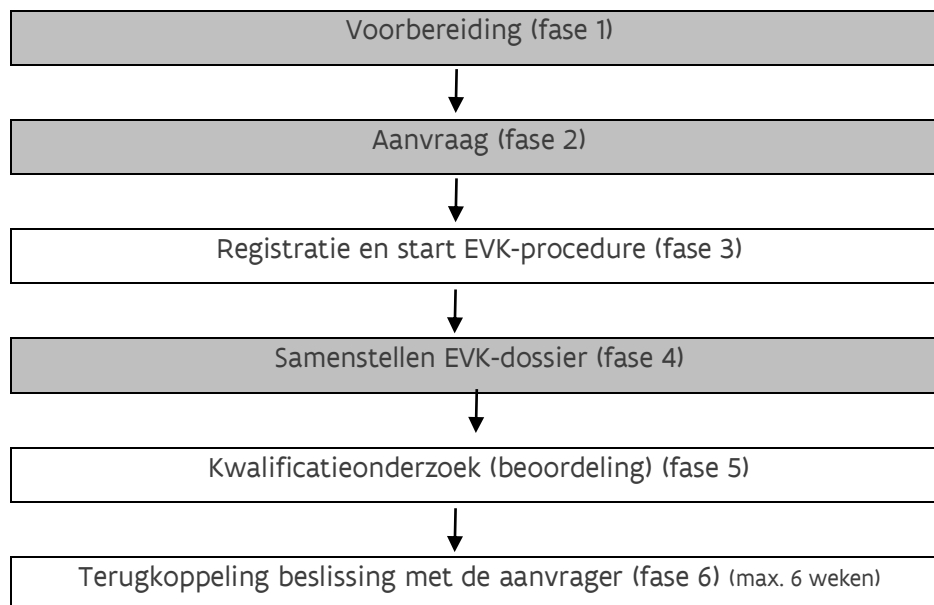 Voorbereiding (fase 1)
Aanvraag (fase 2)
Registratie en start EVK-procedure (fase 3)
Samenstellen EVK-dossier (fase 4)
Kwalificatieonderzoek (beoordeling) (fase 5)
Terugkoppeling beslissing met de aanvrager (fase 6) (max. 6 weken)